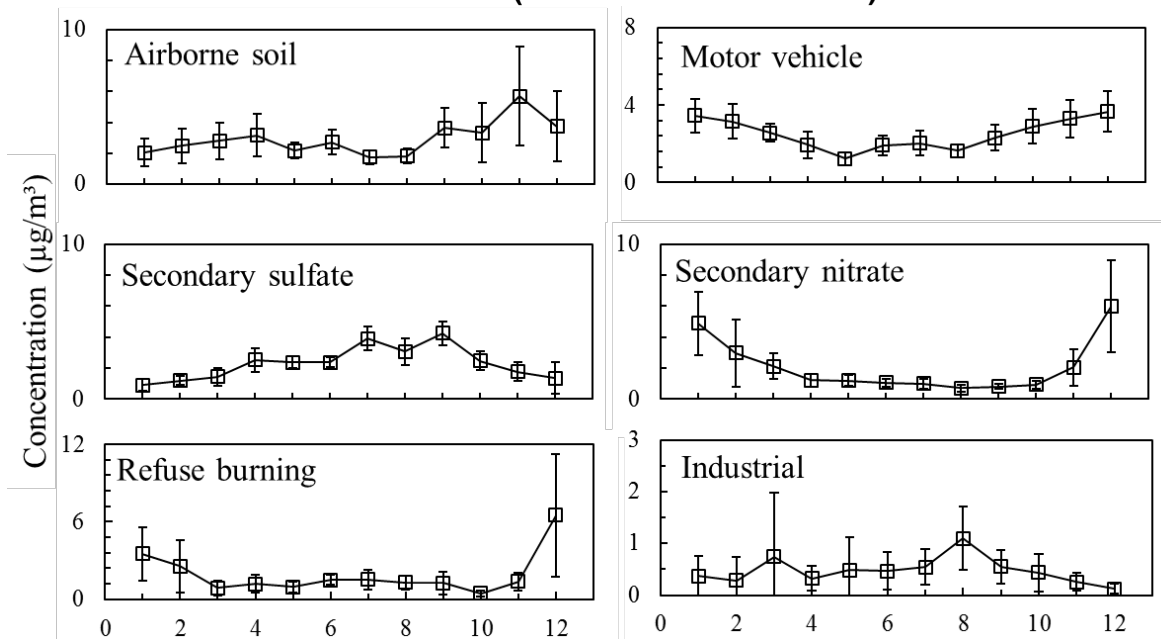 10
Airborne soil
0
8
Motor vehicle
4
0
Concentration (µg/m³)
10
Secondary sulfate
0
10
Secondary nitrate
0
12
Refuse burning
6
0
0 2 4 6 8 10 12
3
Industrial
2
1
0
0 2 4 6 8 10 12